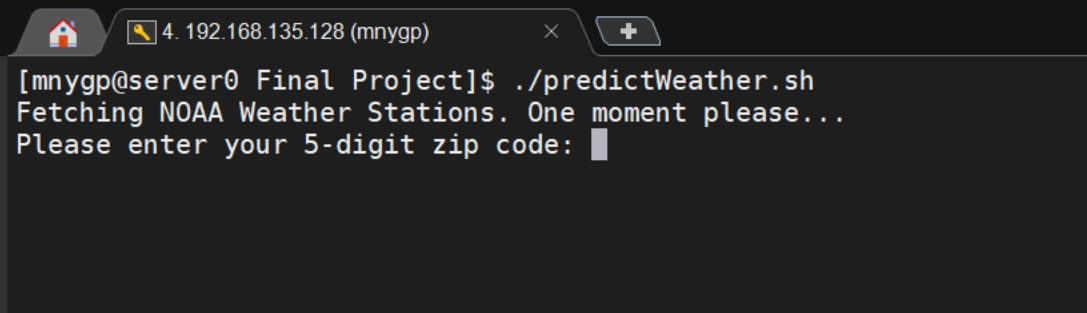 4. 192.168.135.128 (mnygp)
[mnygp@server0 Final Project]$ ./predictWeather.sh
Fetching NOAA Weather Stations. One moment please...
Please enter your 5-digit zip code: